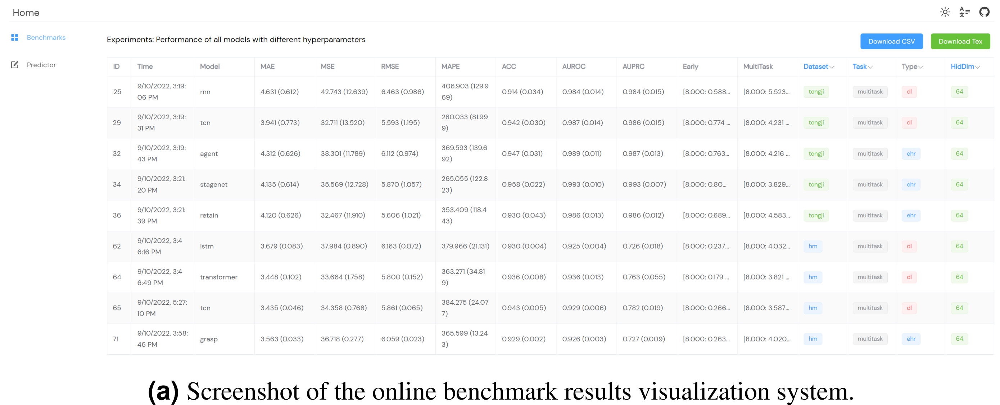 Home
Benchmarks
Predictor
Experiments: Performance of all models with different hyperparameters
Download CSV
Download Tex
ID Time Model MAE MSE RMSE MAPE ACC AUROC AUPRC Early MultiTask Dataset Task Type HidDim
25 9/10/2022, 3:19:06 PM rnn 4.631 (0.612) 42.743 (12.639) 6.463 (0.986) 406.903 (129.969) 0.914 (0.034) 0.984 (0.014) 0.984 (0.015) [8.000: 0.588... [8.000: 5.523... tongji multitask dl 64
29 9/10/2022, 3:19:31 PM tcn 3.941 (0.773) 32.711 (13.520) 5.593 (1.195) 280.033 (81.999) 0.942 (0.030) 0.987 (0.014) 0.986 (0.015) [8.000: 0.774 ... [8.000: 4.231 ... tongji multitask dl 64
32 9/10/2022, 3:19:43 PM agent 4.312 (0.626) 38.301 (11.789) 6.112 (0.974) 369.593 (139.692) 0.947 (0.031) 0.989 (0.011) 0.987 (0.013) [8.000: 0.763... [8.000: 4.216 ... tongji multitask ehr 64
34 9/10/2022, 3:21:20 PM stagenet 4.135 (0.614) 35.569 (12.728) 5.870 (1.057) 265.055 (122.823) 0.958 (0.022) 0.993 (0.010) 0.993 (0.007) [8.000: 0.80... [8.000: 3.829... tongji multitask ehr 64
36 9/10/2022, 3:21:39 PM retain 4.120 (0.626) 32.467 (11.910) 5.606 (1.021) 353.409 (118.443) 0.930 (0.043) 0.986 (0.013) 0.986 (0.012) [8.000: 0.689... [8.000: 4.583... tongji multitask ehr 64
62 9/10/2022, 3:46:16 PM lstm 3.679 (0.083) 37.984 (0.890) 6.163 (0.072) 379.966 (21.131) 0.930 (0.004) 0.925 (0.004) 0.726 (0.018) [8.000: 0.237... [8.000: 4.032... hm multitask dl 64
64 9/10/2022, 3:46:49 PM transformer 3.448 (0.102) 33.664 (1.758) 5.800 (0.152) 363.271 (34.819) 0.936 (0.008) 0.936 (0.013) 0.763 (0.055) [8.000: 0.179 ... [8.000: 3.821 ... hm multitask dl 64
65 9/10/2022, 5:27:10 PM tcn 3.435 (0.046) 34.358 (0.768) 5.861 (0.065) 384.275 (24.077) 0.943 (0.005) 0.929 (0.006) 0.782 (0.019) [8.000: 0.266... [8.000: 3.587... hm multitask dl 64
71 9/10/2022, 3:58:46 PM grasp 3.563 (0.033) 36.718 (0.277) 6.059 (0.023) 365.599 (13.243) 0.929 (0.002) 0.926 (0.003) 0.727 (0.009) [8.000: 0.263... [8.000: 4.020... hm multitask ehr 64
(a) Screenshot of the online benchmark results visualization system.